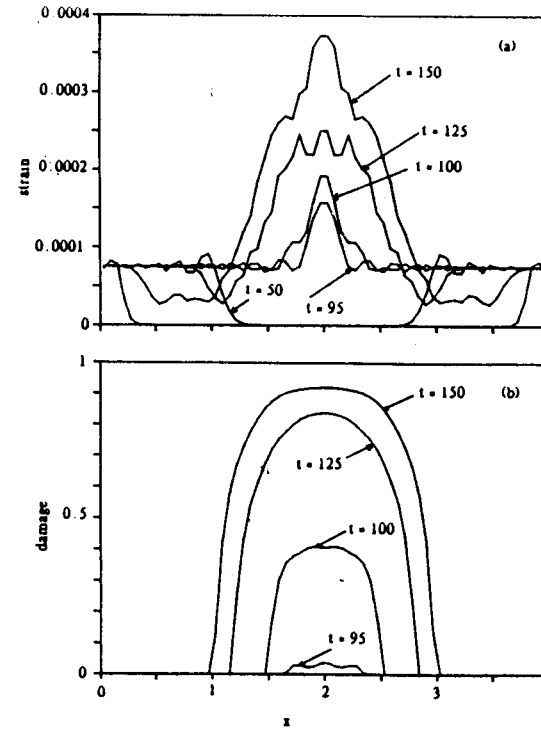 0.0004
(a)
t = 150
0.0003
t = 125
0.0002
t = 100
strain
0.0001
t = 50
t = 95
0
1
(b)
t = 150
t = 125
0.5
t = 100
damage
t = 95
0
0 1 2 3
x